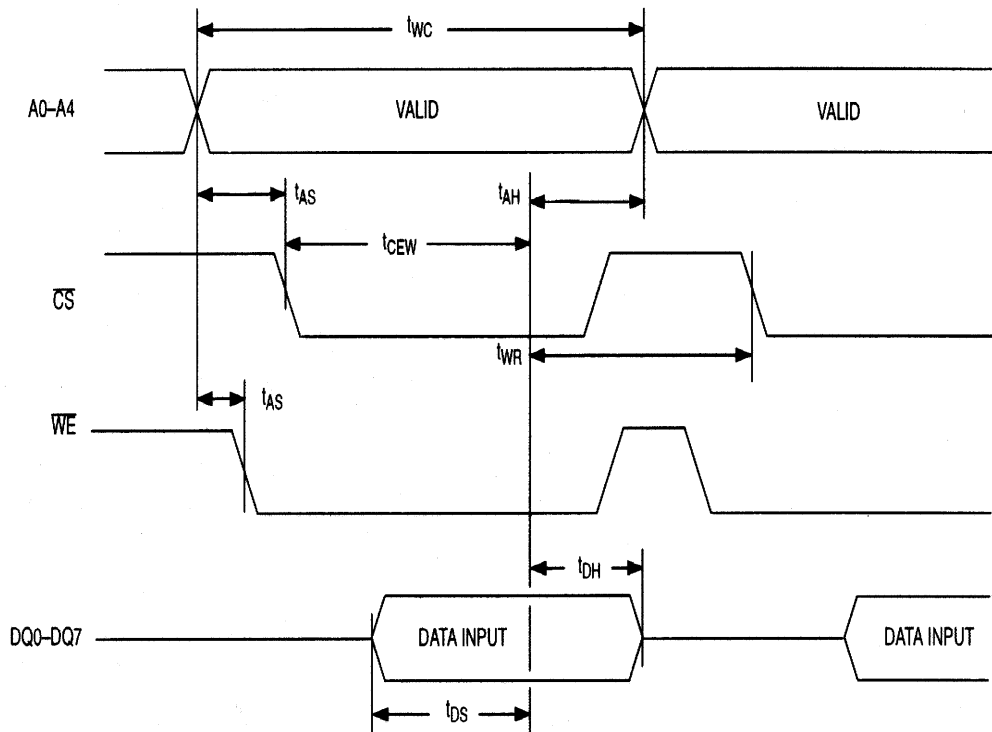 tWC
A0–A4
VALID
VALID
tAS
tAH
tCEW
CS
tWR
tAS
WE
tDH
DQ0–DQ7
DATA INPUT
DATA INPUT
tDS